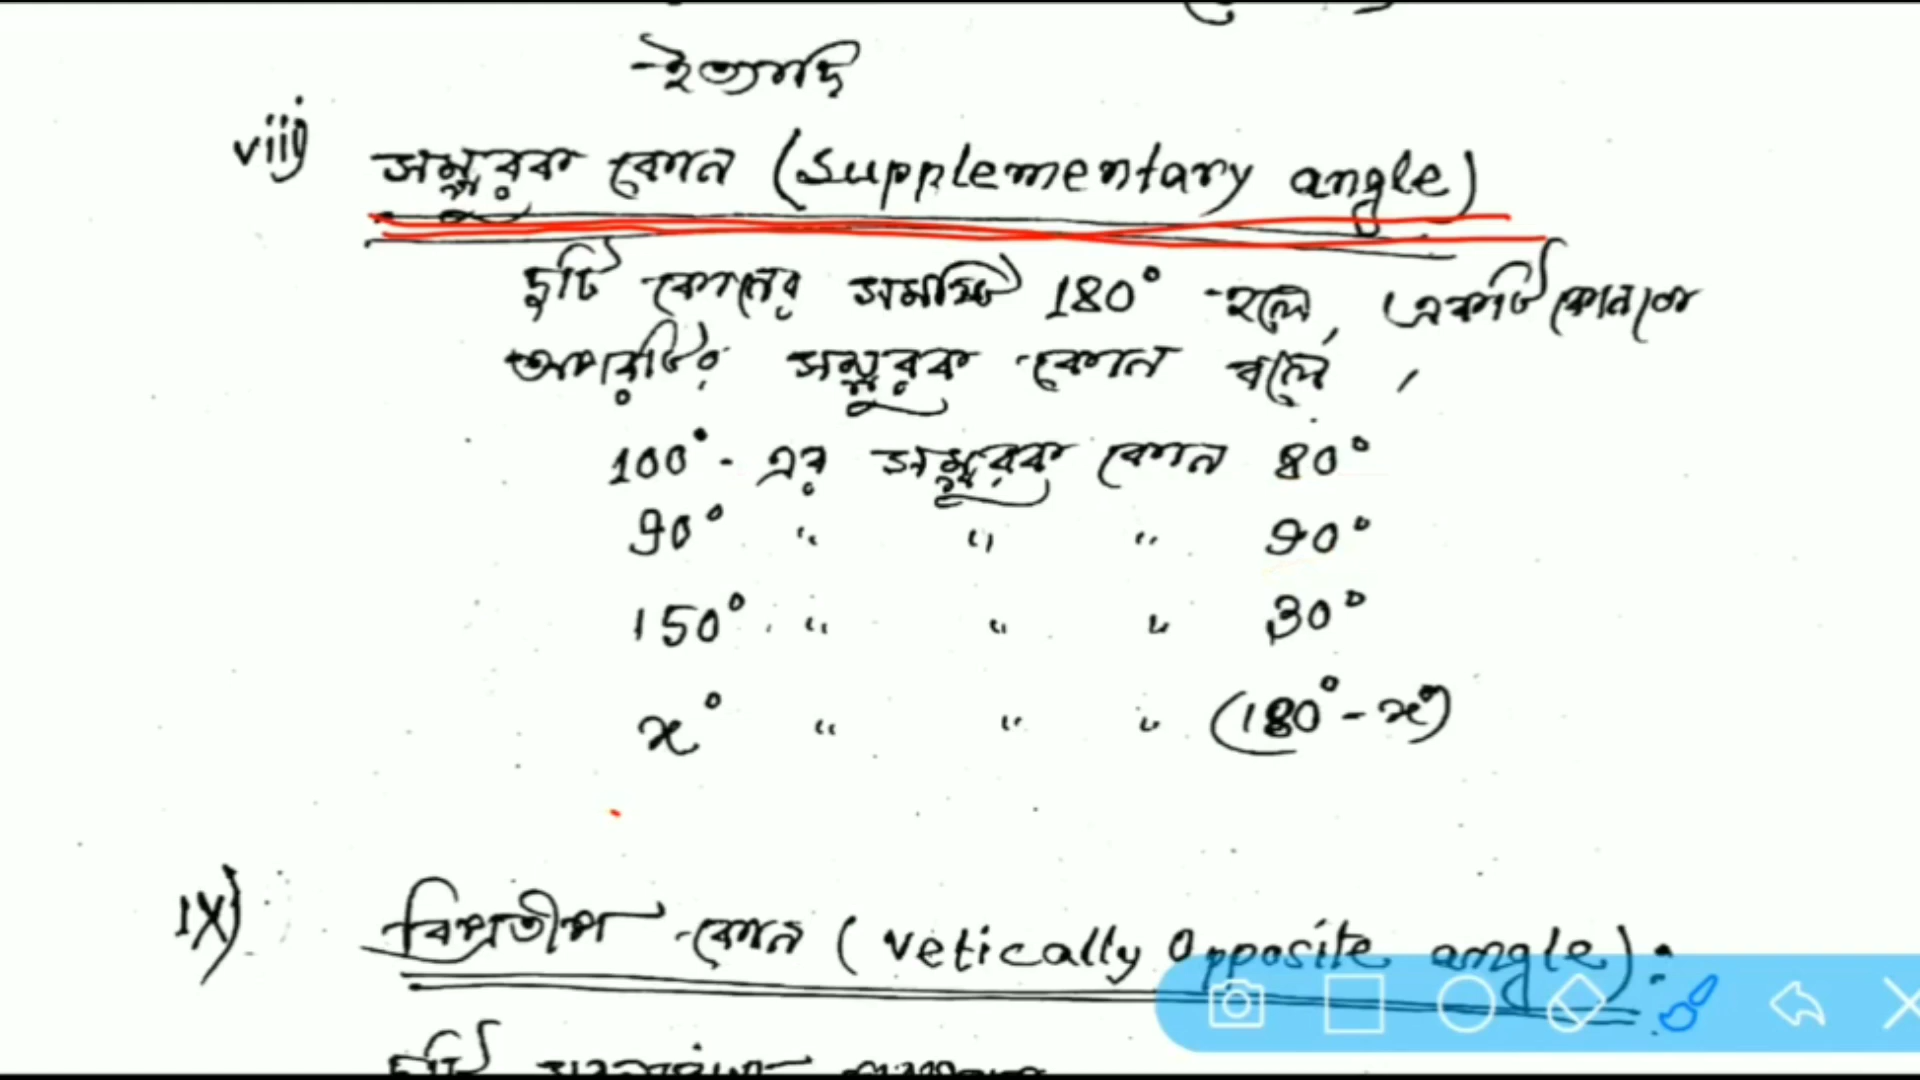 ইত্যাদি
viii) সম্পুরক কোন (Supplementary angle)
দুটি কোনের সমষ্টি 180° হলে, একটি কোনকে
অপরটির সম্পুরক কোন বলে,
100° - এর সম্পুরক কোন 80°
90° " " " 90°
150° " " " 30°
x° " " " (180° - x°)
IX) বিপ্রতীপ কোন (vetically opposite angle) :
দুটি